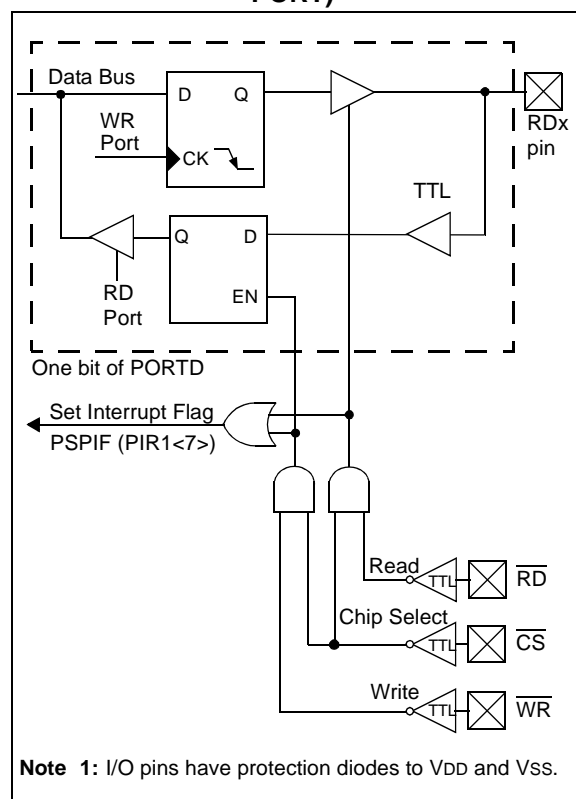 PORT)
Data Bus
D Q
WR
Port
CK
RDx
pin
TTL
Q D
EN
RD
Port
One bit of PORTD
Set Interrupt Flag
PSPIF (PIR1<7>)
Read
TTL
RD
Chip Select
TTL
CS
Write
TTL
WR
Note 1: I/O pins have protection diodes to VDD and VSS.